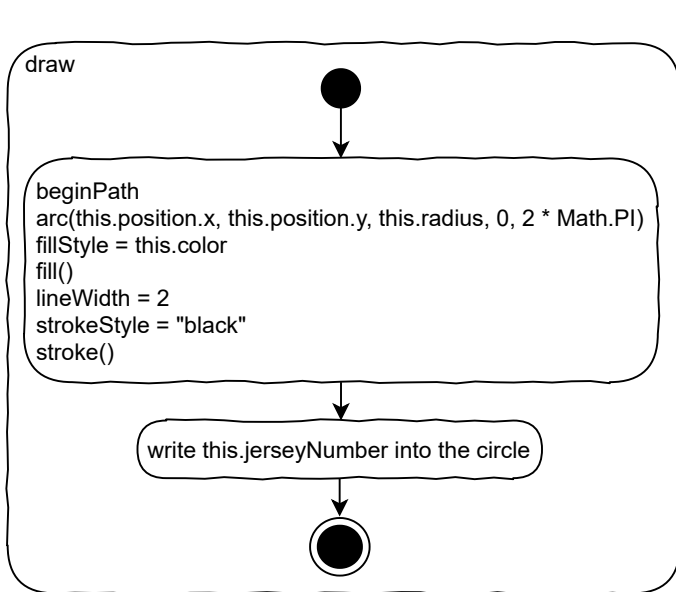 draw
beginPath
arc(this.position.x, this.position.y, this.radius, 0, 2 * Math.PI)
fillStyle = this.color
fill()
lineWidth = 2
strokeStyle = "black"
stroke()
write this.jerseyNumber into the circle